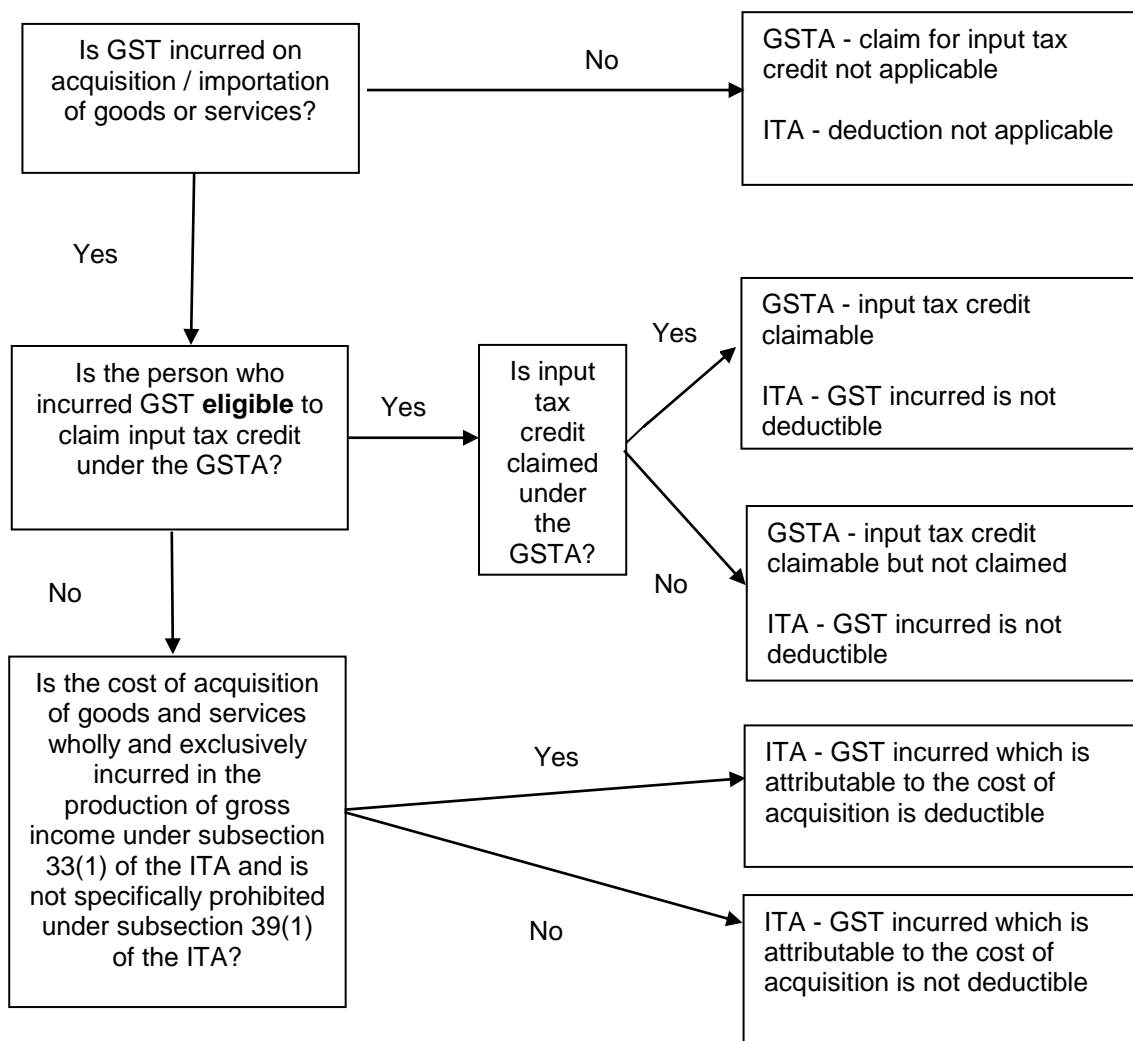 Is GST incurred on
acquisition / importation
of goods or services?
No
GSTA - claim for input tax
credit not applicable
ITA - deduction not applicable
Yes
Is the person who
incurred GST eligible to
claim input tax credit
under the GSTA?
Yes
Is input
tax
credit
claimed
under
the
GSTA?
Yes
GSTA - input tax credit
claimable
ITA - GST incurred is not
deductible
No
GSTA - input tax credit
claimable but not claimed
ITA - GST incurred is not
deductible
No
Is the cost of acquisition
of goods and services
wholly and exclusively
incurred in the
production of gross
income under subsection
33(1) of the ITA and is
not specifically prohibited
under subsection 39(1)
of the ITA?
Yes
ITA - GST incurred which is
attributable to the cost of
acquisition is deductible
No
ITA - GST incurred which is
attributable to the cost of
acquisition is not deductible